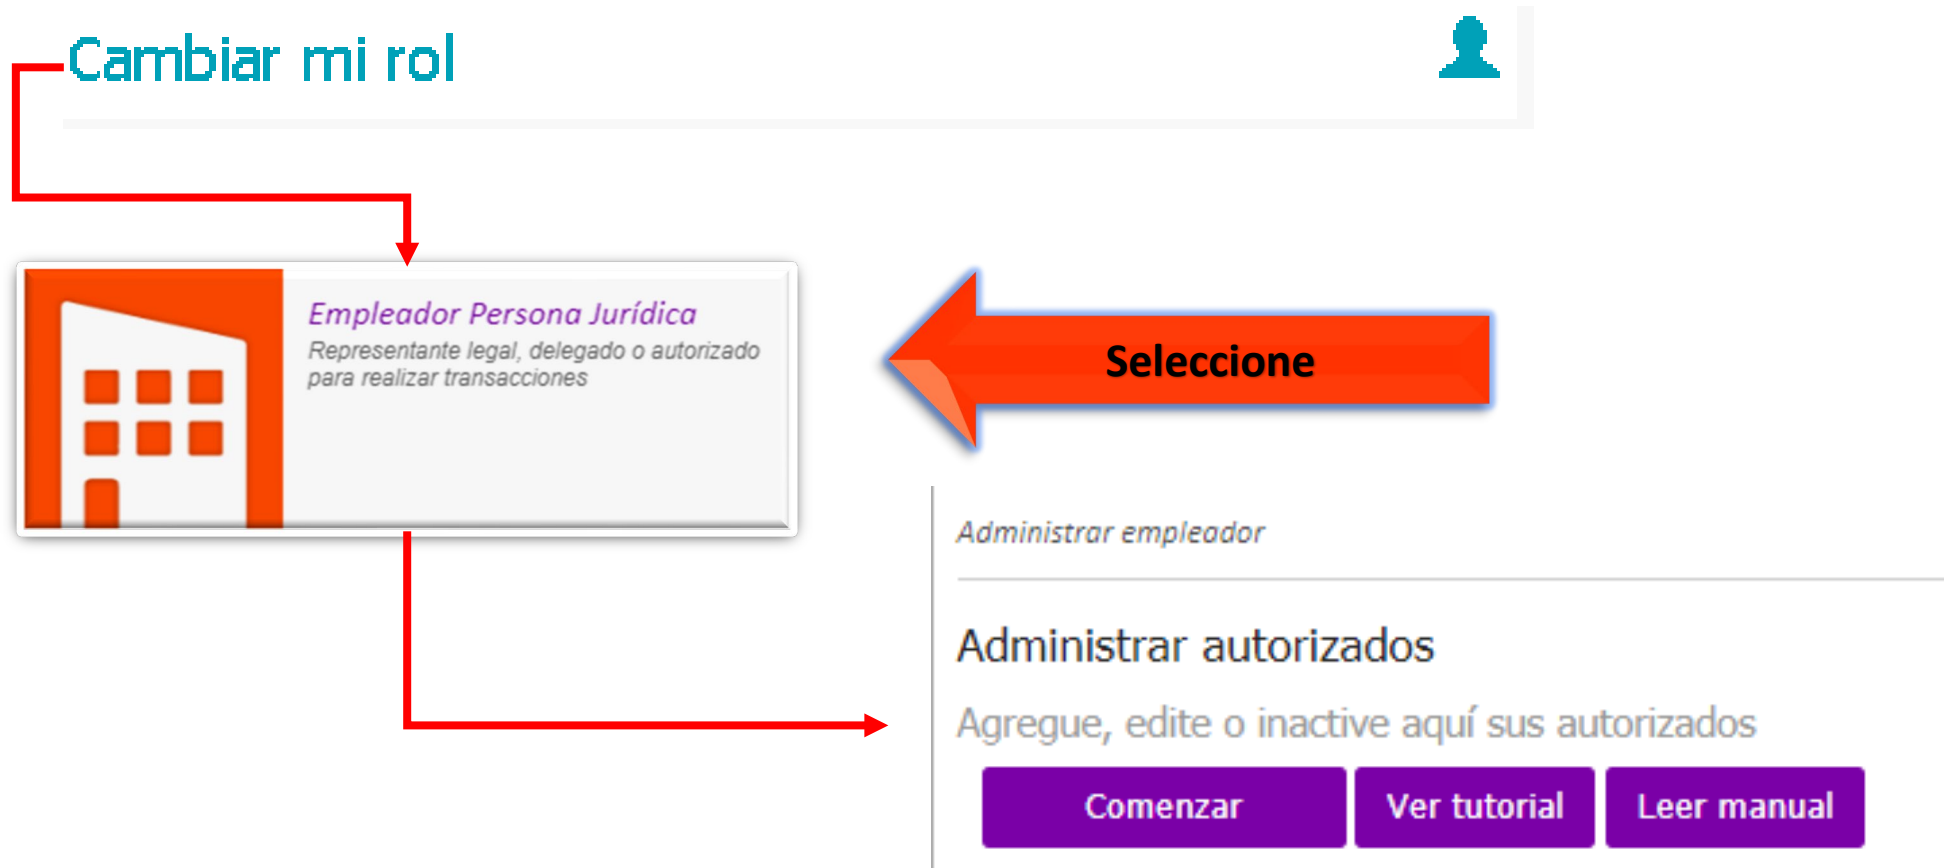 Cambiar mi rol
Empleador Persona Jurídica
Representante legal, delegado o autorizado
para realizar transacciones
Seleccione
Administrar empleador
Administrar autorizados
Agregue, edite o inactive aquí sus autorizados
Comenzar
Ver tutorial
Leer manual